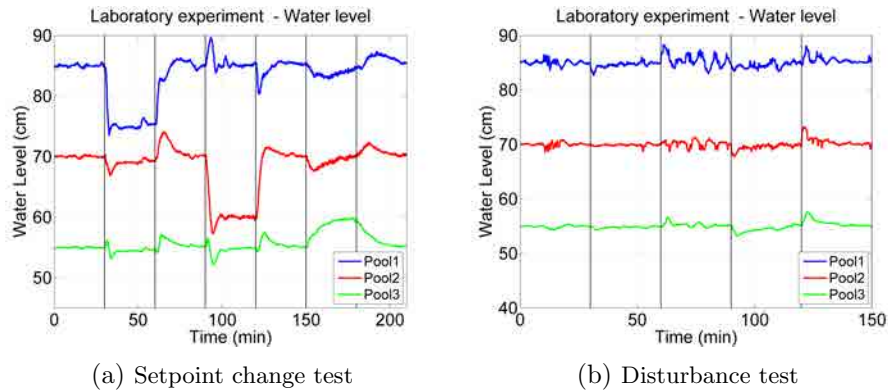 Laboratory experiment - Water level
90
85
80
70
60
50
Water Level (cm)
0
50
100
150
200
Time (min)
Pool1
Pool2
Pool3
(a) Setpoint change test
Laboratory experiment - Water level
90
80
70
60
50
40
Water Level (cm)
0
50
100
150
Time (min)
Pool1
Pool2
Pool3
(b) Disturbance test